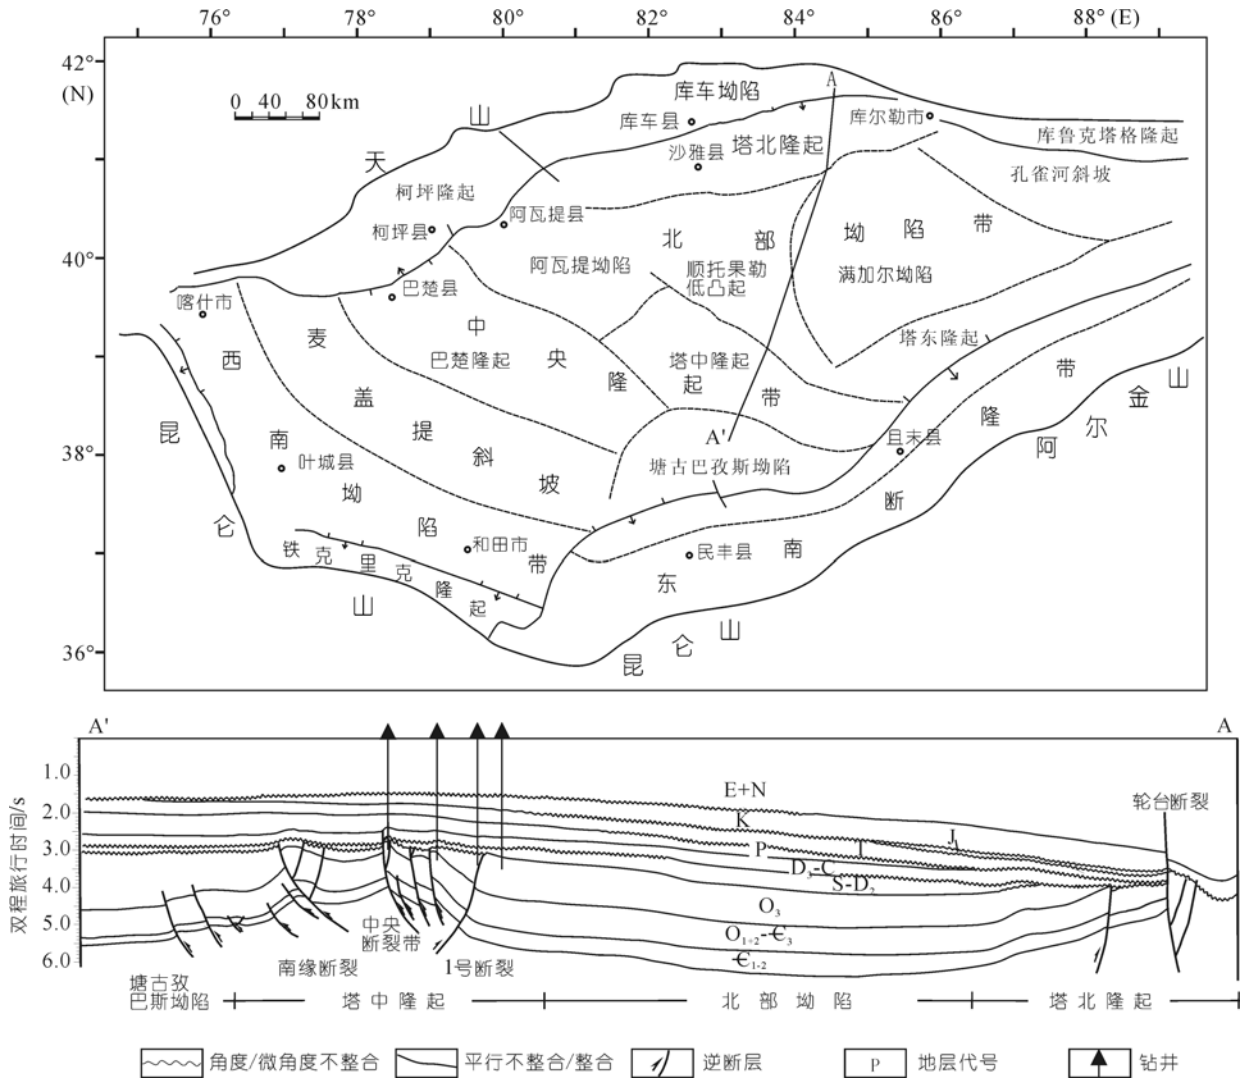 76° 78° 80° 82° 84° 86° 88° (E)
42°
(N)
40°
38°
36°
0 40 80km
A
库车坳陷
库车县
库尔勒市
库鲁克塔格隆起
塔北隆起
沙雅县
孔雀河斜坡
天山
柯坪隆起
柯坪县
阿瓦提县
北部坳陷带
阿瓦提坳陷
顺托果勒
低凸起
满加尔坳陷
巴楚县
喀什市
中央隆起带
巴楚隆起
塔中隆起
塔东隆起
麦盖提斜坡
西南坳陷带
A'
塘古巴孜斯坳陷
且末县
叶城县
和田市
民丰县
东南断隆带
阿尔金山
铁克里克隆起
昆仑山
昆仑山
A' A
双程旅行时间/s
1.0
2.0
3.0
4.0
5.0
6.0
E+N
K
J
T
P
D₃-C
S-D₂
O₃
O₁₊₂-Є₃
Є₁₋₂
轮台断裂
中央
断裂带
南缘断裂
1号断裂
塘古孜
巴斯坳陷
塔中隆起
北部坳陷
塔北隆起
角度/微角度不整合
平行不整合/整合
逆断层
P 地层代号
钻井